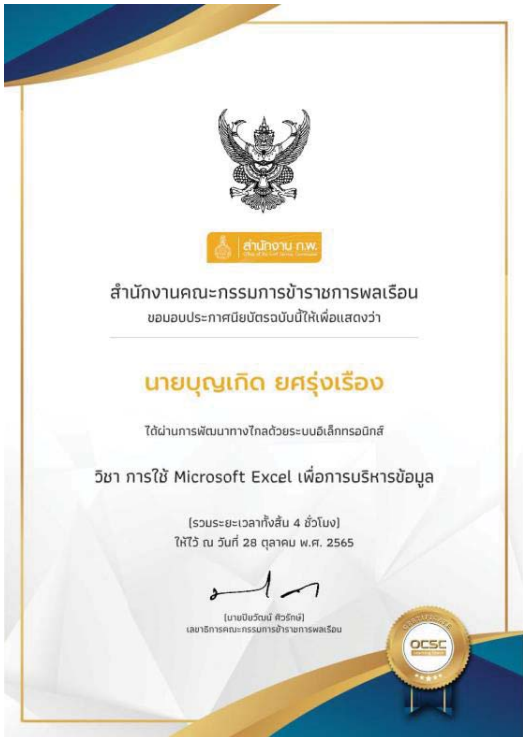 สำนักงาน ก.พ.
สำนักงานคณะกรรมการข้าราชการพลเรือน
ขอมอบประกาศนียบัตรฉบับนี้ให้เพื่อแสดงว่า
นายบุญเกิด ยศรุ่งเรือง
ได้ผ่านการพัฒนาทางไกลด้วยระบบอิเล็กทรอนิกส์
วิชา การใช้ Microsoft Excel เพื่อการบริหารข้อมูล
(รวมระยะเวลาทั้งสิ้น 4 ชั่วโมง)
ให้ไว้ ณ วันที่ 28 ตุลาคม พ.ศ. 2565
(นายปิยวัฒน์ ศิวรักษ์)
เลขาธิการคณะกรรมการข้าราชการพลเรือน
CERTIFICATE
OCSC